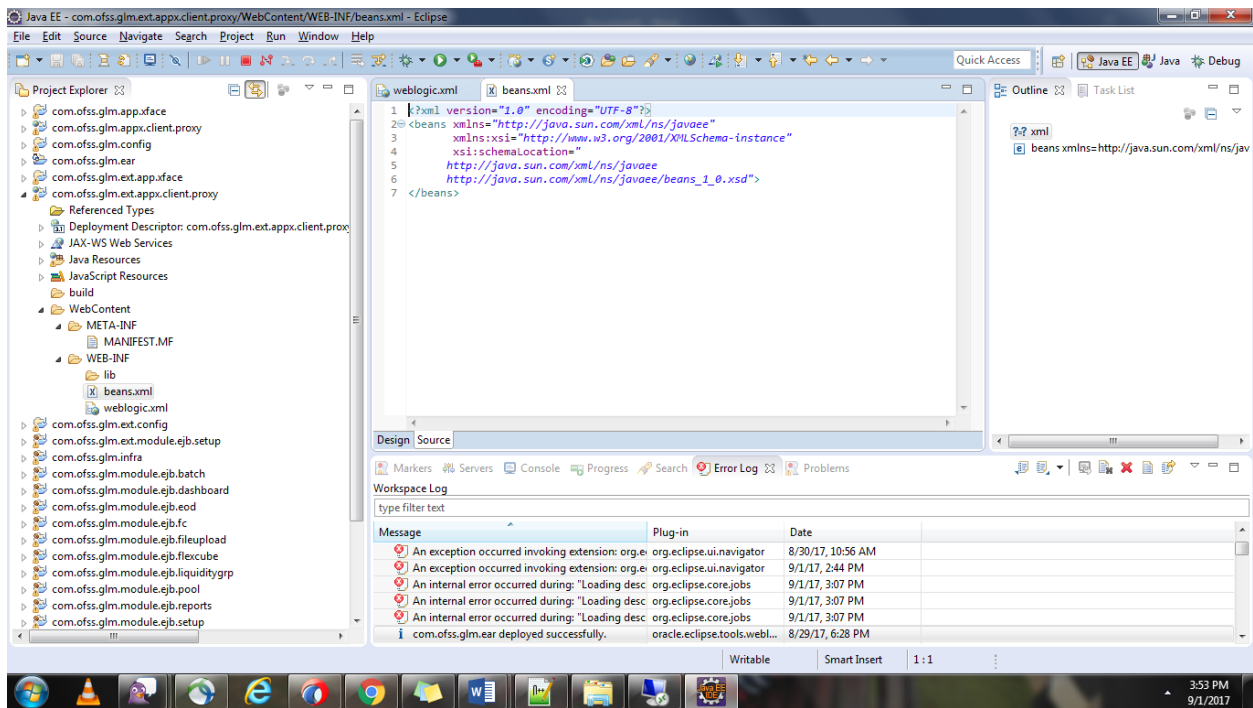 Java EE - com.ofss.glm.ext.appx.client.proxy/WebContent/WEB-INF/beans.xml - Eclipse
File Edit Source Navigate Search Project Run Window Help
Quick Access
Java EE
Java
Debug
Project Explorer
com.ofss.glm.app.xface
com.ofss.glm.appx.client.proxy
com.ofss.glm.config
com.ofss.glm.ear
com.ofss.glm.ext.app.xface
com.ofss.glm.ext.appx.client.proxy
Referenced Types
Deployment Descriptor: com.ofss.glm.ext.appx.client.proxy
JAX-WS Web Services
Java Resources
JavaScript Resources
build
WebContent
META-INF
MANIFEST.MF
WEB-INF
lib
beans.xml
weblogic.xml
com.ofss.glm.ext.config
com.ofss.glm.ext.module.ejb.setup
com.ofss.glm.infra
com.ofss.glm.module.ejb.batch
com.ofss.glm.module.ejb.dashboard
com.ofss.glm.module.ejb.eod
com.ofss.glm.module.ejb.fc
com.ofss.glm.module.ejb.fileupload
com.ofss.glm.module.ejb.flexcube
com.ofss.glm.module.ejb.liquiditygrp
com.ofss.glm.module.ejb.pool
com.ofss.glm.module.ejb.reports
com.ofss.glm.module.ejb.setup
weblogic.xml
beans.xml
1 <?xml version="1.0" encoding="UTF-8"?>
2 <beans xmlns="http://java.sun.com/xml/ns/javaee"
3 xmlns:xsi="http://www.w3.org/2001/XMLSchema-instance"
4 xsi:schemaLocation="
5 http://java.sun.com/xml/ns/javaee
6 http://java.sun.com/xml/ns/javaee/beans_1_0.xsd">
7 </beans>
Design Source
Outline
Task List
?-? xml
e beans xmlns=http://java.sun.com/xml/ns/jav
Markers Servers Console Progress Search Error Log Problems
Workspace Log
type filter text
Message Plug-in Date
An exception occurred invoking extension: org.e org.eclipse.ui.navigator 8/30/17, 10:56 AM
An exception occurred invoking extension: org.e org.eclipse.ui.navigator 9/1/17, 2:44 PM
An internal error occurred during: "Loading desc org.eclipse.core.jobs 9/1/17, 3:07 PM
An internal error occurred during: "Loading desc org.eclipse.core.jobs 9/1/17, 3:07 PM
An internal error occurred during: "Loading desc org.eclipse.core.jobs 9/1/17, 3:07 PM
com.ofss.glm.ear deployed successfully. oracle.eclipse.tools.webl... 8/29/17, 6:28 PM
Writable Smart Insert 1 : 1
3:53 PM
9/1/2017